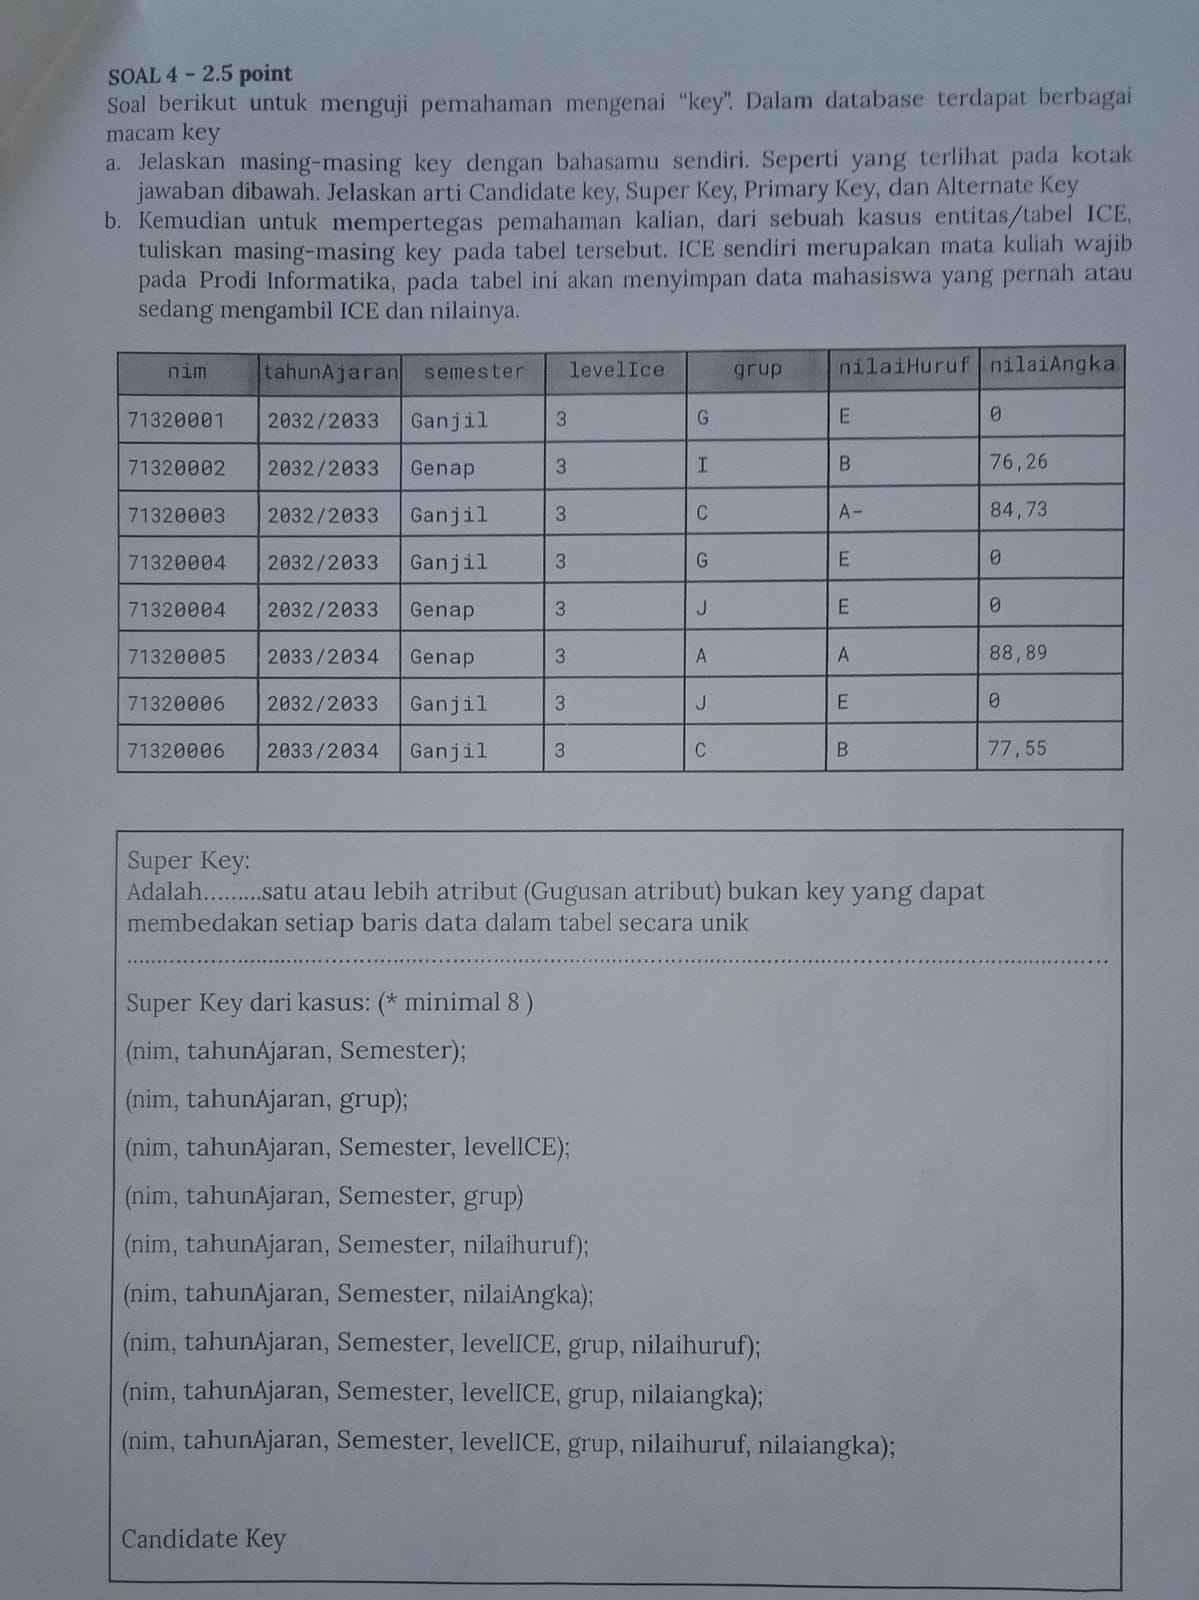 SOAL 4 - 2.5 point
Soal berikut untuk menguji pemahaman mengenai “key”. Dalam database terdapat berbagai
macam key
a. Jelaskan masing-masing key dengan bahasamu sendiri. Seperti yang terlihat pada kotak
jawaban dibawah. Jelaskan arti Candidate key, Super Key, Primary Key, dan Alternate Key
b. Kemudian untuk mempertegas pemahaman kalian, dari sebuah kasus entitas/tabel ICE,
tuliskan masing-masing key pada tabel tersebut. ICE sendiri merupakan mata kuliah wajib
pada Prodi Informatika, pada tabel ini akan menyimpan data mahasiswa yang pernah atau
sedang mengambil ICE dan nilainya.
nim tahunAjaran semester levelIce grup nilaiHuruf nilaiAngka
71320001 2032/2033 Ganjil 3 G E 0
71320002 2032/2033 Genap 3 I B 76,26
71320003 2032/2033 Ganjil 3 C A- 84,73
71320004 2032/2033 Ganjil 3 G E 0
71320004 2032/2033 Genap 3 J E 0
71320005 2033/2034 Genap 3 A A 88,89
71320006 2032/2033 Ganjil 3 J E 0
71320006 2033/2034 Ganjil 3 C B 77,55
Super Key:
Adalah.........satu atau lebih atribut (Gugusan atribut) bukan key yang dapat
membedakan setiap baris data dalam tabel secara unik
Super Key dari kasus: (* minimal 8 )
(nim, tahunAjaran, Semester);
(nim, tahunAjaran, grup);
(nim, tahunAjaran, Semester, levelICE);
(nim, tahunAjaran, Semester, grup)
(nim, tahunAjaran, Semester, nilaihuruf);
(nim, tahunAjaran, Semester, nilaiAngka);
(nim, tahunAjaran, Semester, levelICE, grup, nilaihuruf);
(nim, tahunAjaran, Semester, levelICE, grup, nilaiangka);
(nim, tahunAjaran, Semester, levelICE, grup, nilaihuruf, nilaiangka);
Candidate Key